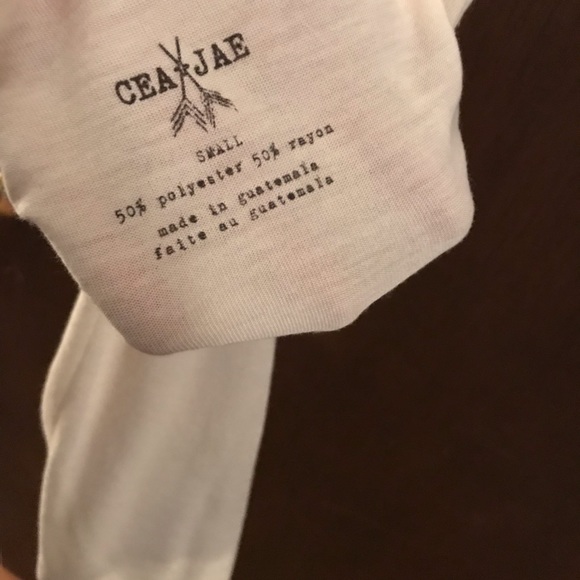 CEA JAE
SMALL
50% polyester 50% rayon
made in guatemala
faite au guatemala